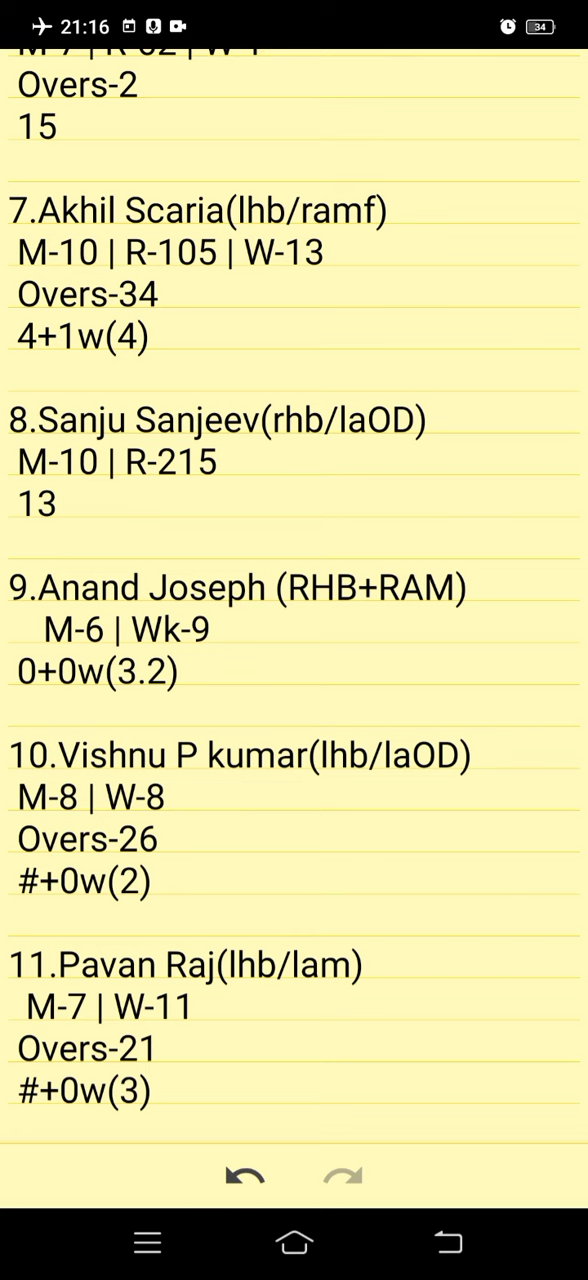 21:16
34
Overs-2
15
7.Akhil Scaria(lhb/ramf)
M-10 | R-105 | W-13
Overs-34
4+1w(4)
8.Sanju Sanjeev(rhb/laOD)
M-10 | R-215
13
9.Anand Joseph (RHB+RAM)
M-6 | Wk-9
0+0w(3.2)
10.Vishnu P kumar(lhb/laOD)
M-8 | W-8
Overs-26
#+0w(2)
11.Pavan Raj(lhb/lam)
M-7 | W-11
Overs-21
#+0w(3)